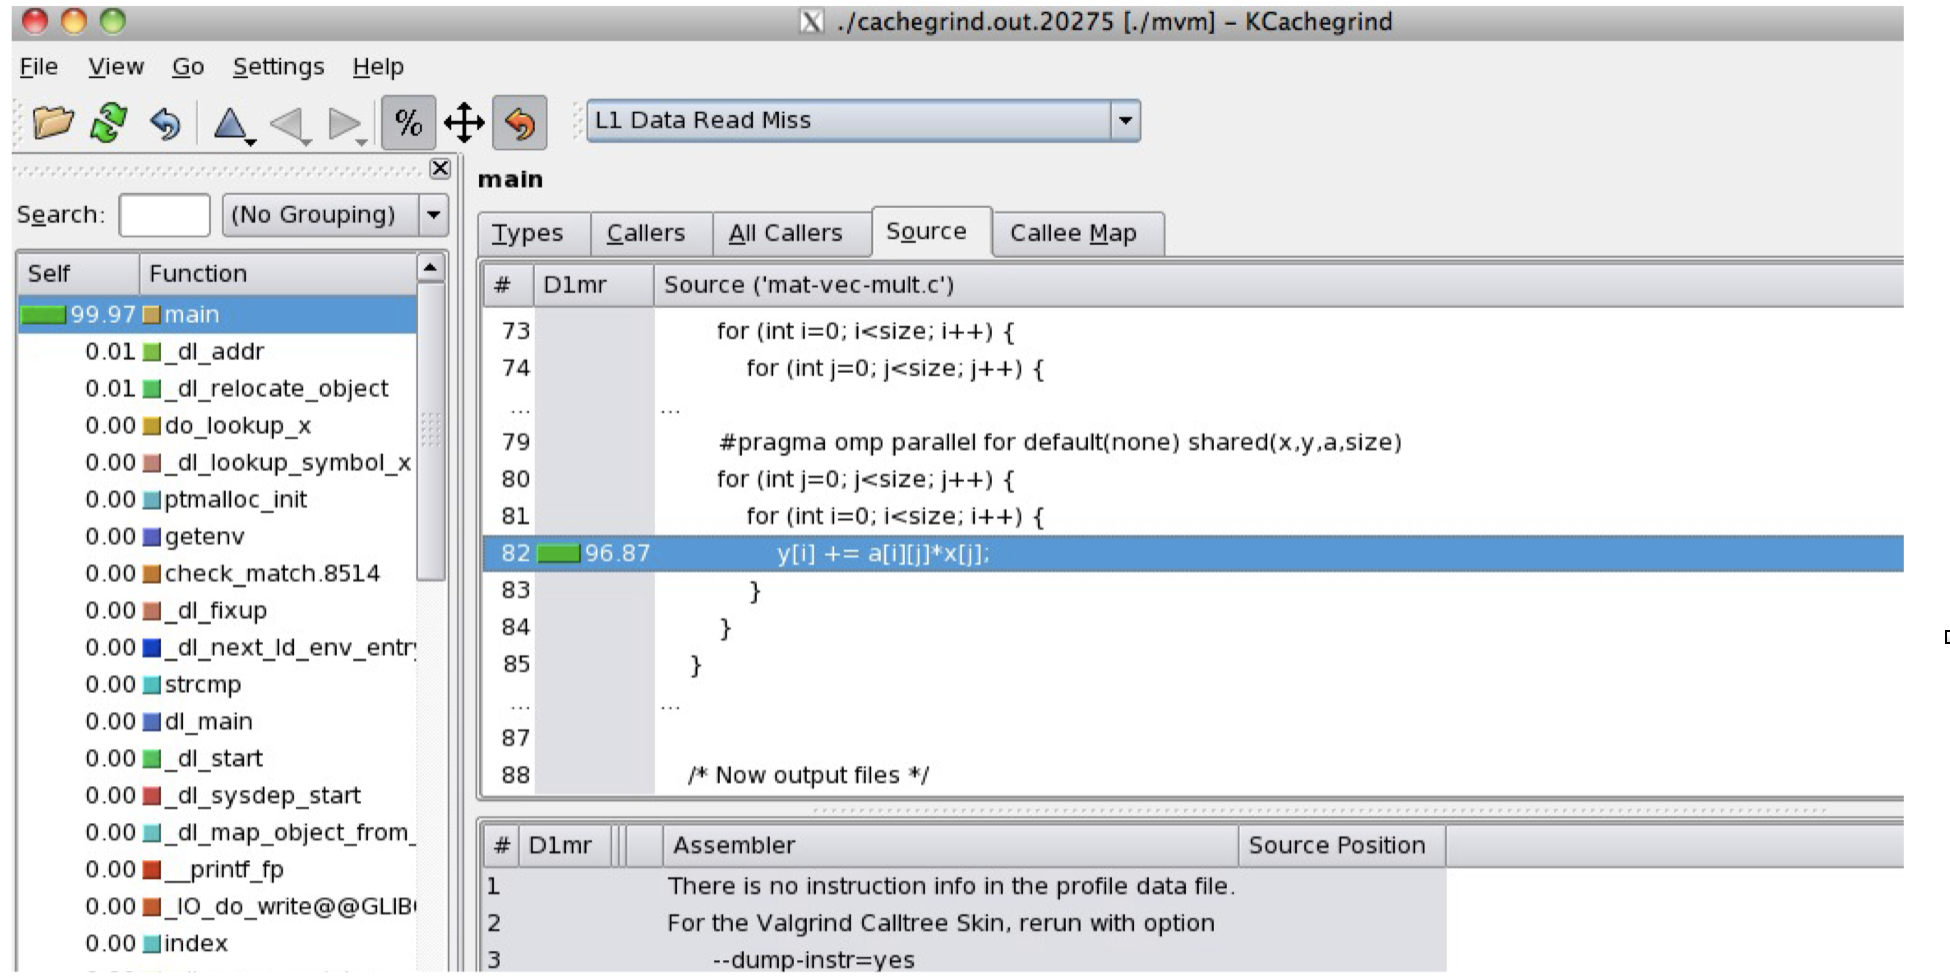 ./cachegrind.out.20275 [./mvm] – KCachegrind
File View Go Settings Help
% L1 Data Read Miss
Search: (No Grouping)
Self Function
99.97 main
0.01 _dl_addr
0.01 _dl_relocate_object
0.00 do_lookup_x
0.00 _dl_lookup_symbol_x
0.00 ptmalloc_init
0.00 getenv
0.00 check_match.8514
0.00 _dl_fixup
0.00 _dl_next_ld_env_entry
0.00 strcmp
0.00 dl_main
0.00 _dl_start
0.00 _dl_sysdep_start
0.00 _dl_map_object_from_
0.00 __printf_fp
0.00 _IO_do_write@@GLIB
0.00 index
main
Types Callers All Callers Source Callee Map
# D1mr Source ('mat-vec-mult.c')
73 for (int i=0; i<size; i++) {
74 for (int j=0; j<size; j++) {
... ...
79 #pragma omp parallel for default(none) shared(x,y,a,size)
80 for (int j=0; j<size; j++) {
81 for (int i=0; i<size; i++) {
82 96.87 y[i] += a[i][j]*x[j];
83 }
84 }
85 }
... ...
87
88 /* Now output files */
# D1mr Assembler Source Position
1 There is no instruction info in the profile data file.
2 For the Valgrind Calltree Skin, rerun with option
3 --dump-instr=yes